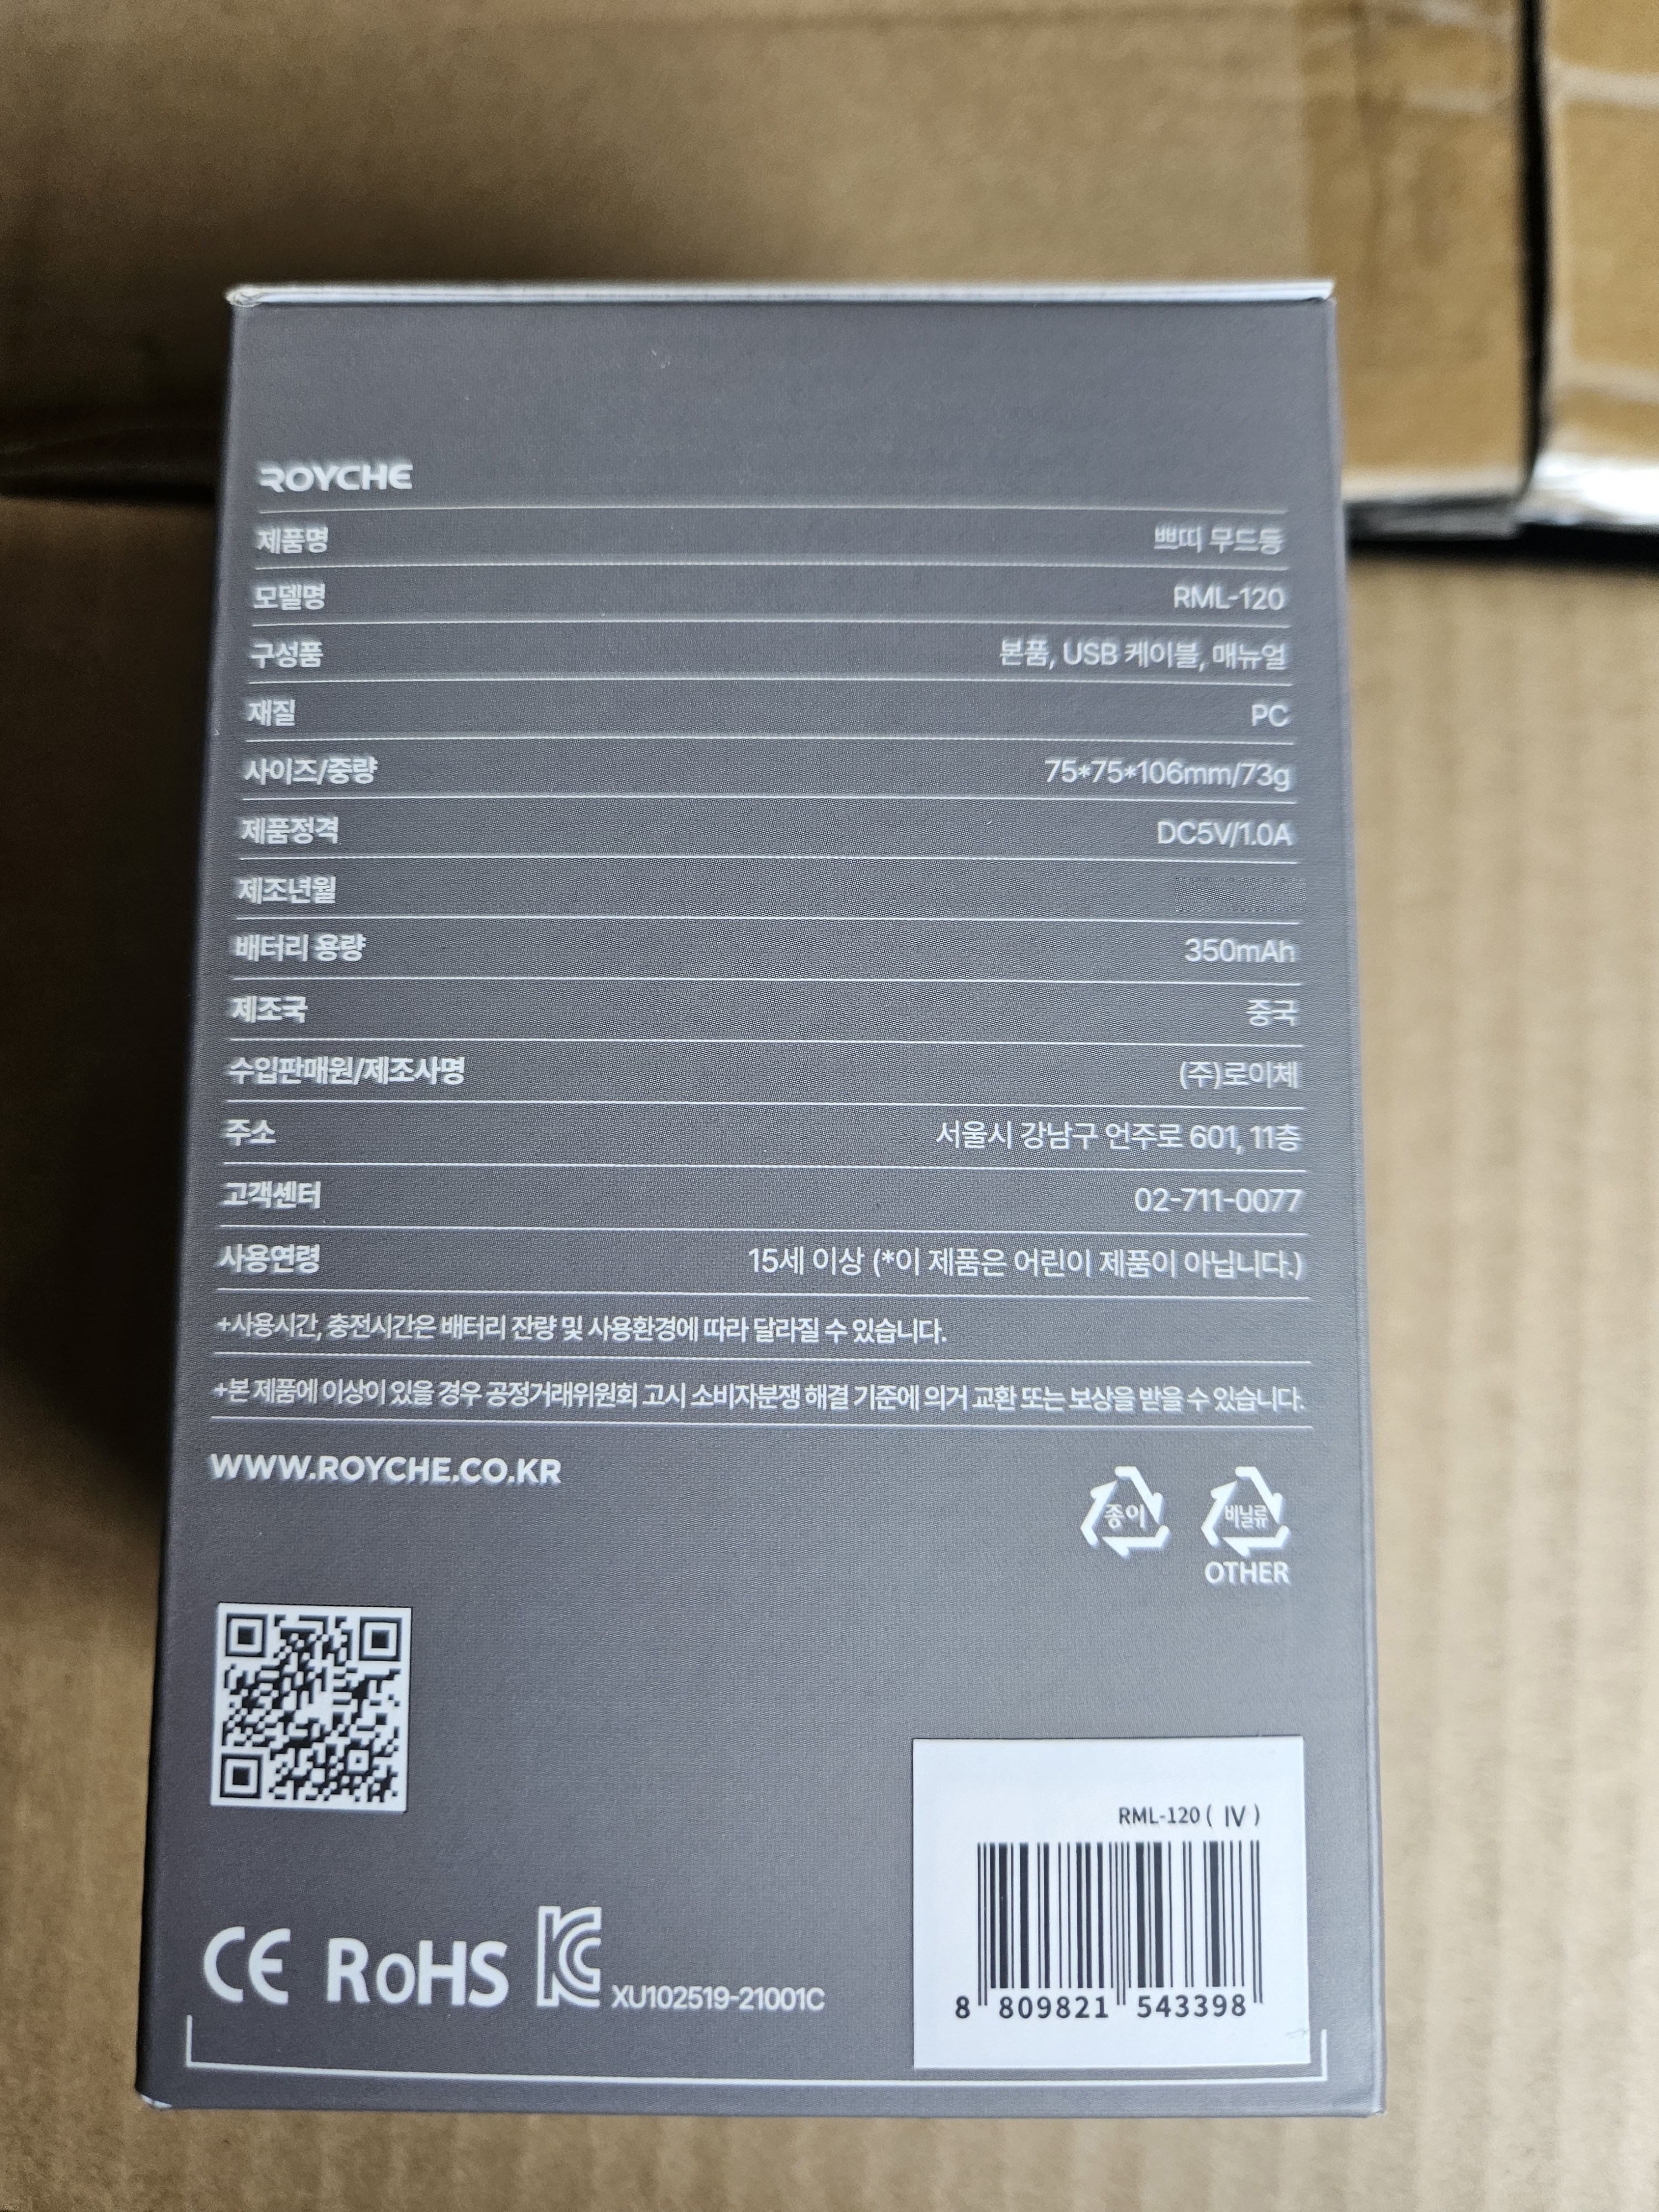 ROYCHE
제품명 쁘띠 무드등
모델명 RML-120
구성품 본품, USB 케이블, 매뉴얼
재질 PC
사이즈/중량 75*75*106mm/73g
제품정격 DC5V/1.0A
제조년월
배터리 용량 350mAh
제조국 중국
수입판매원/제조사명 (주)로이체
주소 서울시 강남구 언주로 601, 11층
고객센터 02-711-0077
사용연령 15세 이상 (*이 제품은 어린이 제품이 아닙니다.)
+사용시간, 충전시간은 배터리 잔량 및 사용환경에 따라 달라질 수 있습니다.
+본 제품에 이상이 있을 경우 공정거래위원회 고시 소비자분쟁 해결 기준에 의거 교환 또는 보상을 받을 수 있습니다.
WWW.ROYCHE.CO.KR
종이 비닐류
OTHER
RML-120 ( IV )
8 809821 543398
CE RoHS KC XU102519-21001C